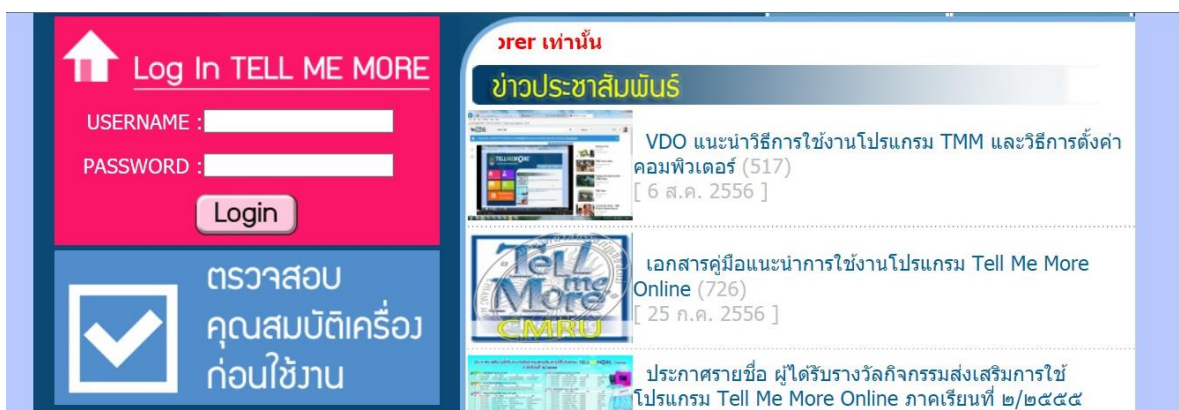 Log In TELL ME MORE
USERNAME :
PASSWORD :
Login
ตรวจสอบ
คุณสมบัติเครื่อง
ก่อนใช้งาน
orer เท่านั้น
ข่าวประชาสัมพันธ์
VDO แนะนำวิธีการใช้งานโปรแกรม TMM และวิธีการตั้งค่า
คอมพิวเตอร์ (517)
[ 6 ส.ค. 2556 ]
Tell
me
More
CMRU
เอกสารคู่มือแนะนำการใช้งานโปรแกรม Tell Me More
Online (726)
[ 25 ก.ค. 2556 ]
ประกาศรายชื่อ ผู้ได้รับรางวัลกิจกรรมส่งเสริมการใช้
โปรแกรม Tell Me More Online ภาคเรียนที่ ๒/๒๕๕๕